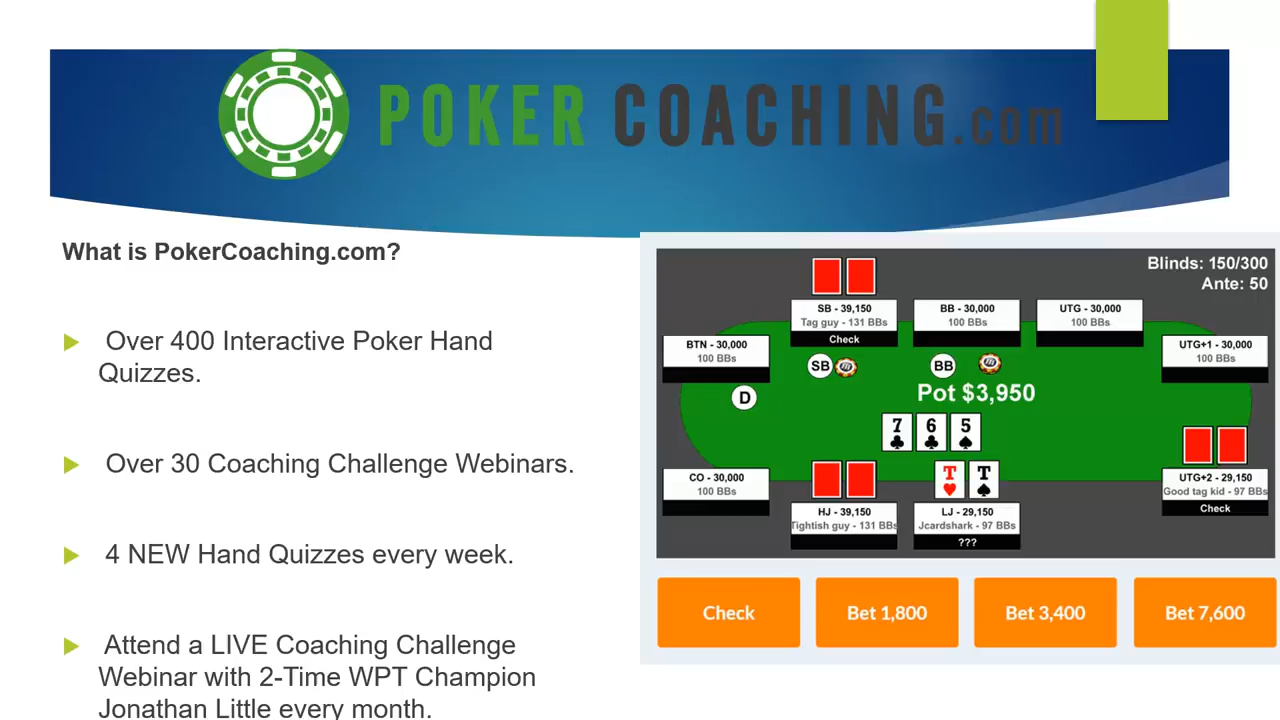 POKER COACHING.com
What is PokerCoaching.com?
Over 400 Interactive Poker Hand
Quizzes.
Over 30 Coaching Challenge Webinars.
4 NEW Hand Quizzes every week.
Attend a LIVE Coaching Challenge
Webinar with 2-Time WPT Champion
Jonathan Little every month.
Blinds: 150/300
Ante: 50
SB - 39,150
Tag guy - 131 BBs
Check
BB - 30,000
100 BBs
UTG - 30,000
100 BBs
BTN - 30,000
100 BBs
UTG+1 - 30,000
100 BBs
SB
BB
D
Pot $3,950
7 6 5
T T
CO - 30,000
100 BBs
HJ - 39,150
Tightish guy - 131 BBs
LJ - 29,150
Jcardshark - 97 BBs
???
UTG+2 - 29,150
Good tag kid - 97 BBs
Check
Check
Bet 1,800
Bet 3,400
Bet 7,600